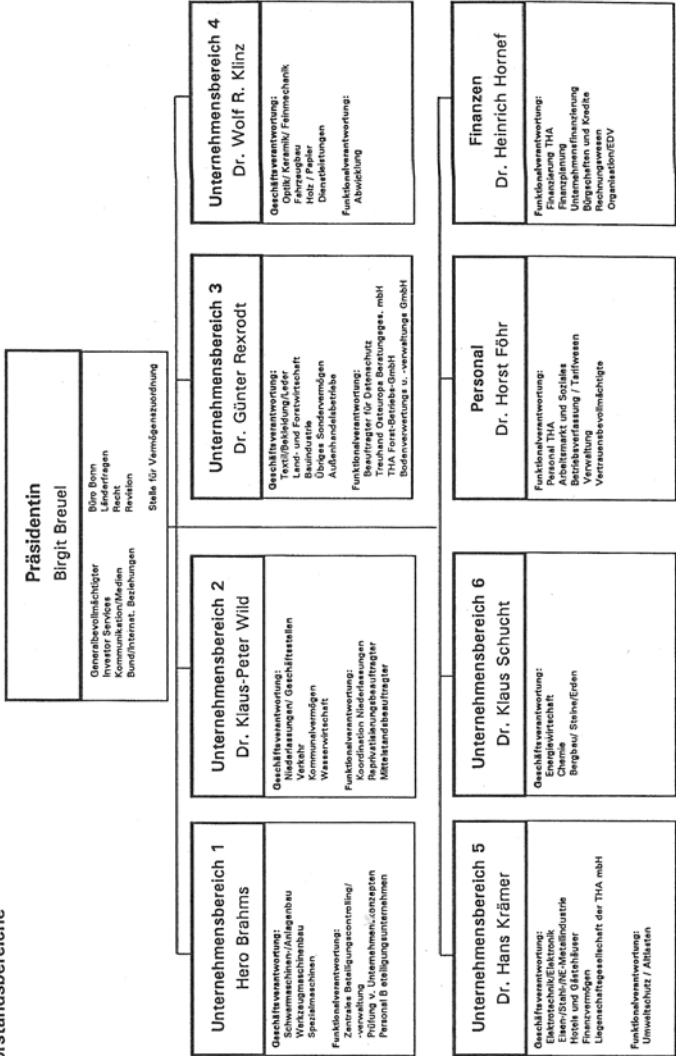 orstandsbereiche
Präsidentin
Birgit Breuel
Generalbevollmächtigter
Investor Services
Kommunikation/Medien
Bund/Internat. Beziehungen
Büro Bonn
Länderfragen
Recht
Revision
Stelle für Vermögenszuordnung
Unternehmensbereich 1
Hero Brahms
Geschäftsverantwortung:
Schwermaschinen-/Anlagenbau
Werkzeugmaschinenbau
Spezialmaschinen
Funktionalverantwortung:
Zentrales Beteiligungscontrolling/
-verwaltung
Prüfung v. Unternehmenskonzepten
Personal Beteiligungsunternehmen
Unternehmensbereich 2
Dr. Klaus-Peter Wild
Geschäftsverantwortung:
Niederlassungen/ Geschäftsstellen
Verkehr
Kommunalvermögen
Wasserwirtschaft
Funktionalverantwortung:
Koordination Niederlassungen
Reprivatisierungsbeauftragter
Mittelstandsbeauftragter
Unternehmensbereich 3
Dr. Günter Rexrodt
Geschäftsverantwortung:
Textil/Bekleidung/Leder
Land- und Forstwirtschaft
Bauindustrie
Übriges Sondervermögen
Außenhandelsbetriebe
Funktionalverantwortung:
Beauftragter für Datenschutz
Treuhand Osteuropa Beratungsges. mbH
THA Forst-Betriebs-GmbH
Bodenverwertungs u. -verwaltungs GmbH
Unternehmensbereich 4
Dr. Wolf R. Klinz
Geschäftsverantwortung:
Optik/ Keramik/ Feinmechanik
Fahrzeugbau
Holz / Papier
Dienstleistungen
Funktionalverantwortung:
Abwicklung
Unternehmensbereich 5
Dr. Hans Krämer
Geschäftsverantwortung:
Elektrotechnik/Elektronik
Eisen-/Stahl-/NE-Metallindustrie
Hotels und Gästehäuser
Finanzvermögen
Liegenschaftsgesellschaft der THA mbH
Funktionalverantwortung:
Umweltschutz / Altlasten
Unternehmensbereich 6
Dr. Klaus Schucht
Geschäftsverantwortung:
Energiewirtschaft
Chemie
Bergbau/ Steine/Erden
Personal
Dr. Horst Föhr
Funktionalverantwortung:
Personal THA
Arbeitsmarkt und Soziales
Betriebsverfassung / Tarifwesen
Verwaltung
Vertrauensbevollmächtigte
Finanzen
Dr. Heinrich Hornef
Funktionalverantwortung:
Finanzierung THA
Finanzplanung
Unternehmensfinanzierung
Bürgschaften und Kredite
Rechnungswesen
Organisation/EDV